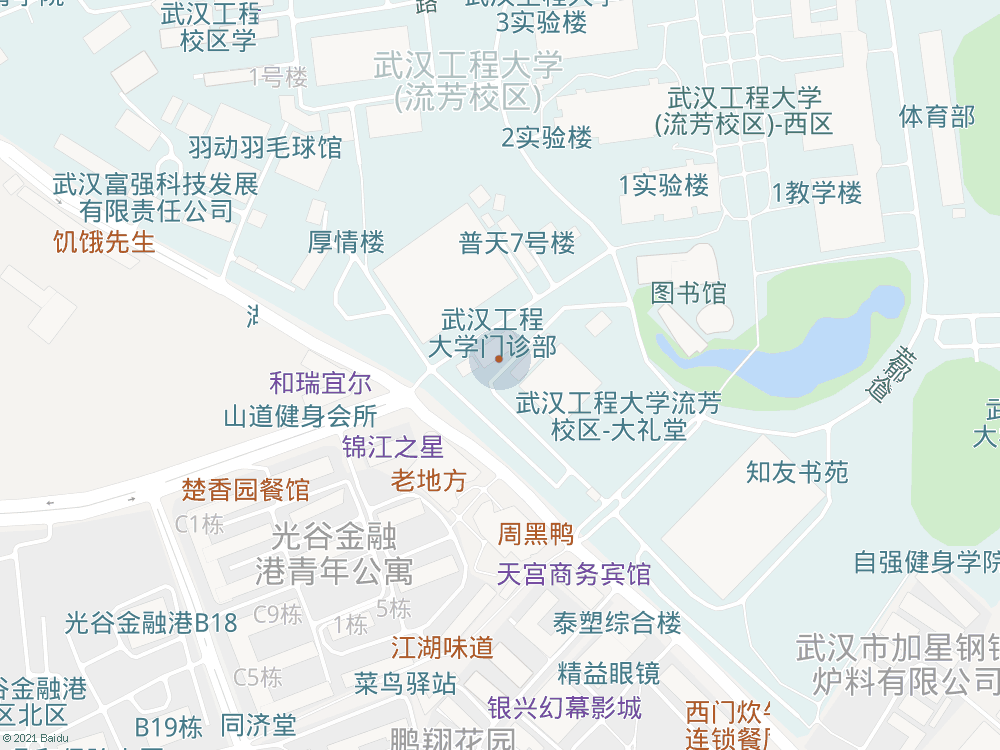 路
武汉工程
校区学
3实验楼
武汉工程大学
(流芳校区)
1号楼
武汉工程大学
(流芳校区)-西区
体育部
2实验楼
羽动羽毛球馆
武汉富强科技发展
有限责任公司
1实验楼
1教学楼
饥饿先生
厚情楼
普天7号楼
图书馆
武汉工程
大学门诊部
芳郁道
和瑞宜尔
山道健身会所
武汉工程大学流芳
校区-大礼堂
锦江之星
老地方
知友书苑
楚香园餐馆
C1栋
光谷金融
港青年公寓
周黑鸭
天宫商务宾馆
自强健身学院
C9栋
5栋
1栋
光谷金融港B18
泰塑综合楼
江湖味道
武汉市加星钢
炉料有限公司
C5栋
菜鸟驿站
精益眼镜
谷金融港
区北区
银兴幻幕影城
B19栋
同济堂
西门炊
连锁餐厅
鹏翔花园
© 2021 Baidu